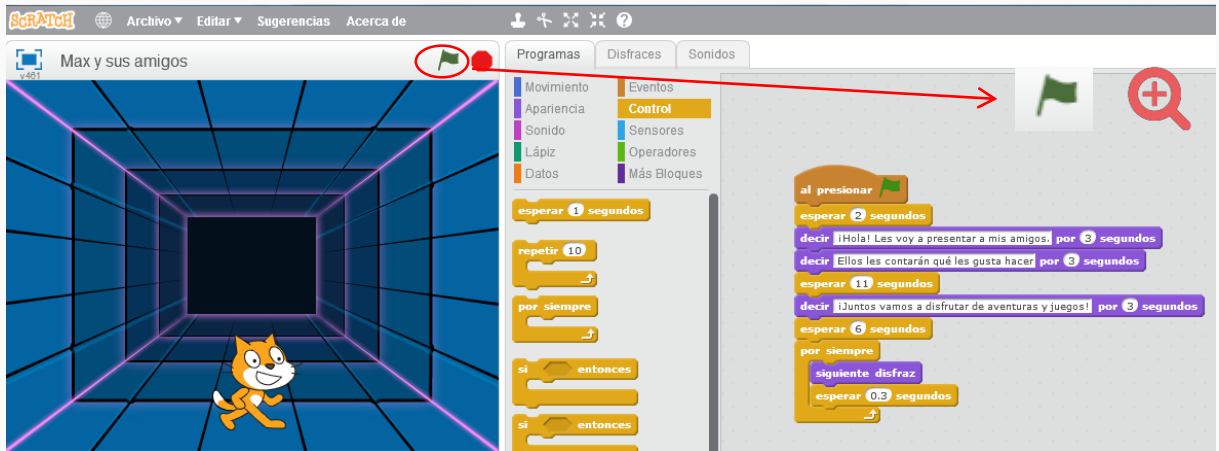 SCRATCH Archivo▼ Editar▼ Sugerencias Acerca de
Max y sus amigos
v461
Programas Disfraces Sonidos
Movimiento Eventos
Apariencia Control
Sonido Sensores
Lápiz Operadores
Datos Más Bloques
esperar 1 segundos
repetir 10
por siempre
si entonces
si entonces
al presionar
esperar 2 segundos
decir ¡Hola! Les voy a presentar a mis amigos. por 3 segundos
decir Ellos les contarán qué les gusta hacer por 3 segundos
esperar 11 segundos
decir ¡Juntos vamos a disfrutar de aventuras y juegos! por 3 segundos
esperar 6 segundos
por siempre
siguiente disfraz
esperar 0.3 segundos